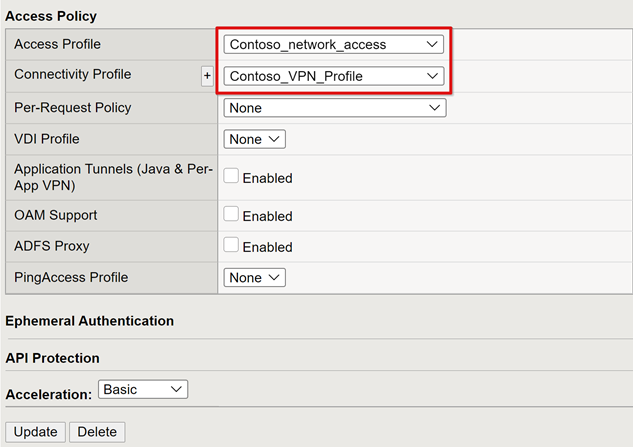 Access Policy
Access Profile Contoso_network_access
Connectivity Profile + Contoso_VPN_Profile
Per-Request Policy None
VDI Profile None
Application Tunnels (Java & Per-
App VPN) Enabled
OAM Support Enabled
ADFS Proxy Enabled
PingAccess Profile None
Ephemeral Authentication
API Protection
Acceleration: Basic
Update Delete